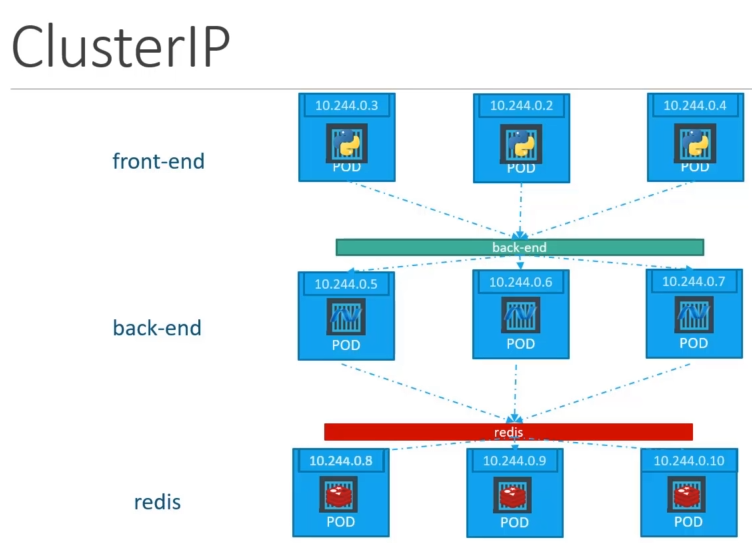 ClusterIP
front-end
10.244.0.3
POD
10.244.0.2
POD
10.244.0.4
POD
back-end
back-end
10.244.0.5
POD
10.244.0.6
POD
10.244.0.7
POD
redis
redis
10.244.0.8
POD
10.244.0.9
POD
10.244.0.10
POD